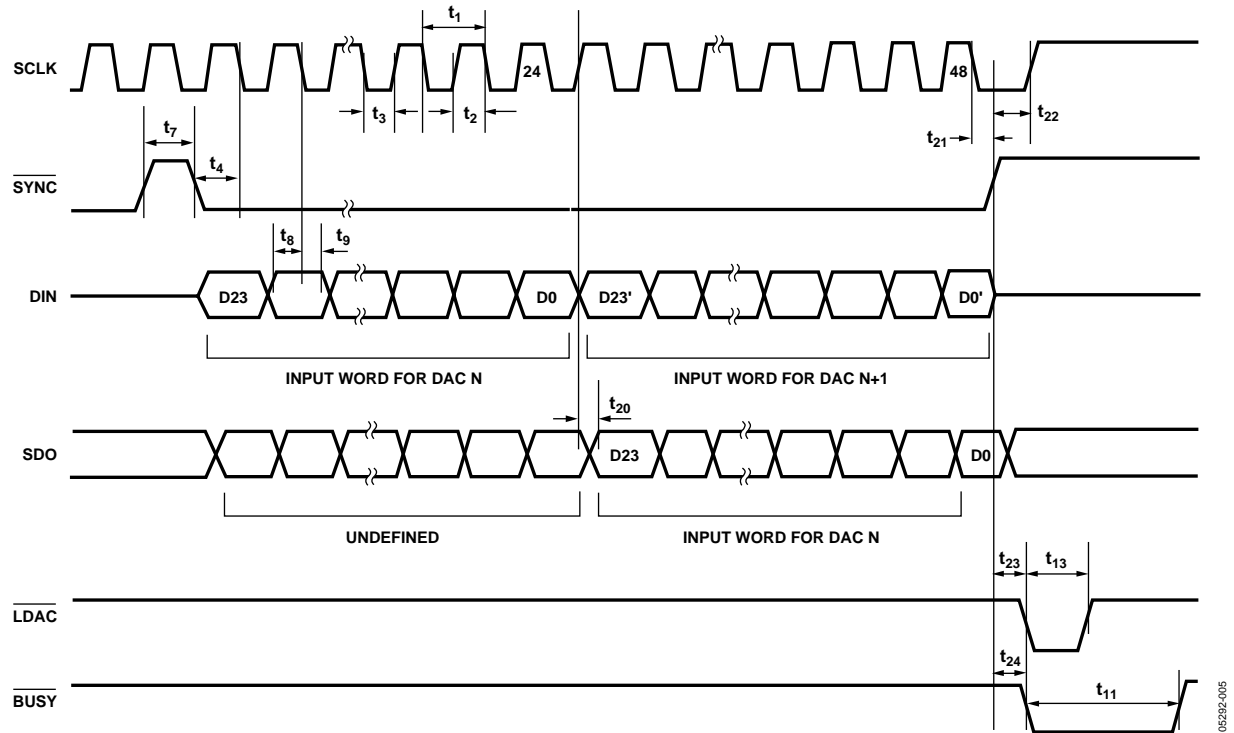 t1
SCLK
24
48
t3
t2
t22
t7
t21
t4
SYNC
t8
t9
DIN
D23
D0
D23'
D0'
INPUT WORD FOR DAC N
INPUT WORD FOR DAC N+1
t20
SDO
D23
D0
UNDEFINED
INPUT WORD FOR DAC N
t23
t13
LDAC
t24
t11
BUSY
05292-005